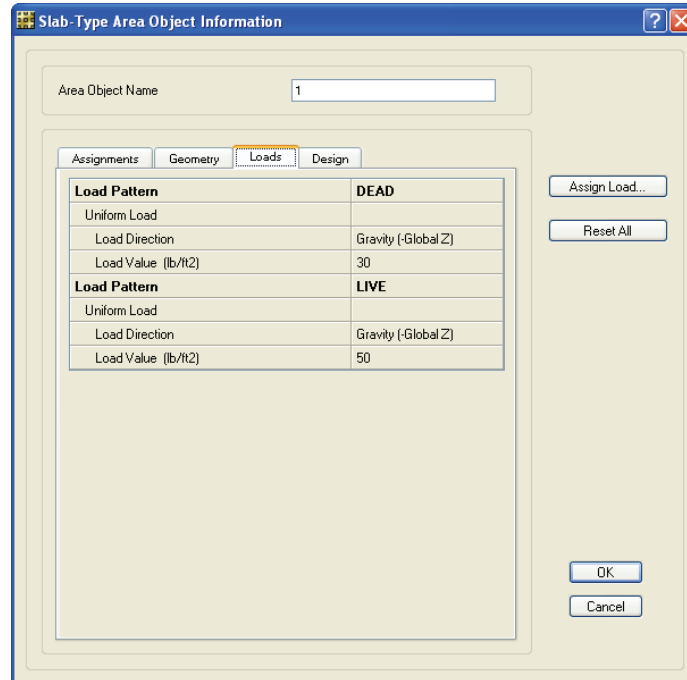 Slab-Type Area Object Information
Area Object Name 1
Assignments Geometry Loads Design
Load Pattern DEAD
Uniform Load
Load Direction Gravity (-Global Z)
Load Value (lb/ft2) 30
Load Pattern LIVE
Uniform Load
Load Direction Gravity (-Global Z)
Load Value (lb/ft2) 50
Assign Load...
Reset All
OK
Cancel